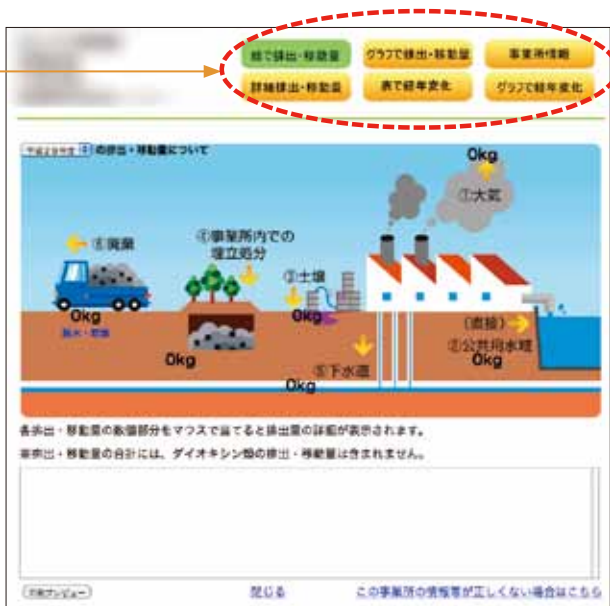 絵で排出・移動量
グラフで排出・移動量
事業所情報
詳細排出・移動量
表で経年変化
グラフで経年変化
の排出・移動量について
0kg
①大気
⑥廃棄
④事業所内での
埋立処分
③土壌
0kg
0kg
(直接)
②公共用水域
0kg
0kg
⑤下水道
0kg
各排出・移動量の数値部分をマウスで当てると排出量の詳細が表示されます。
排出・移動量の合計には、ダイオキシン類の排出・移動量は含まれません。
閉じる
この事業所の情報等が正しくない場合はこちら